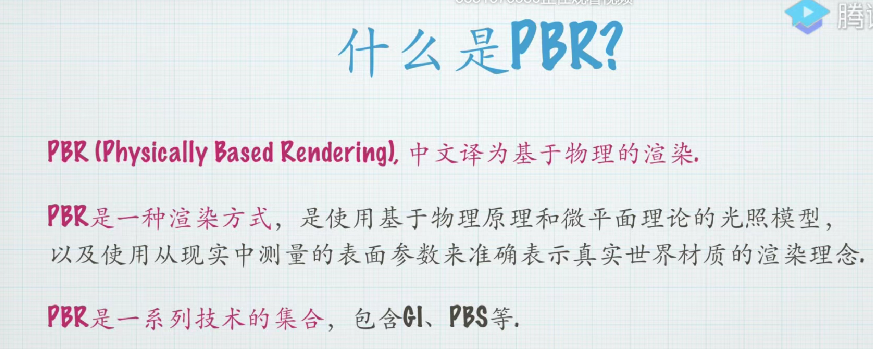 什么是PBR?
PBR (Physically Based Rendering), 中文译为基于物理的渲染.
PBR是一种渲染方式，是使用基于物理原理和微平面理论的光照模型，
以及使用从现实中测量的表面参数来准确表示真实世界材质的渲染理念.
PBR是一系列技术的集合，包含GI、PBS等.